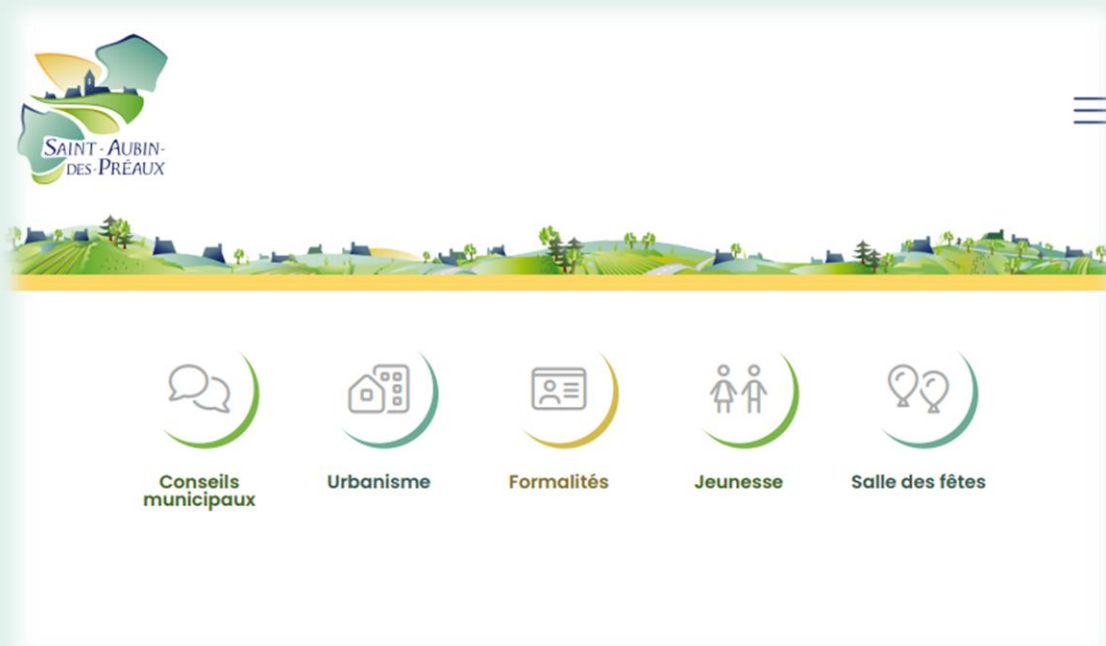 SAINT-AUBIN-
DES-PRÉAUX
Conseils
municipaux
Urbanisme
Formalités
Jeunesse
Salle des fêtes